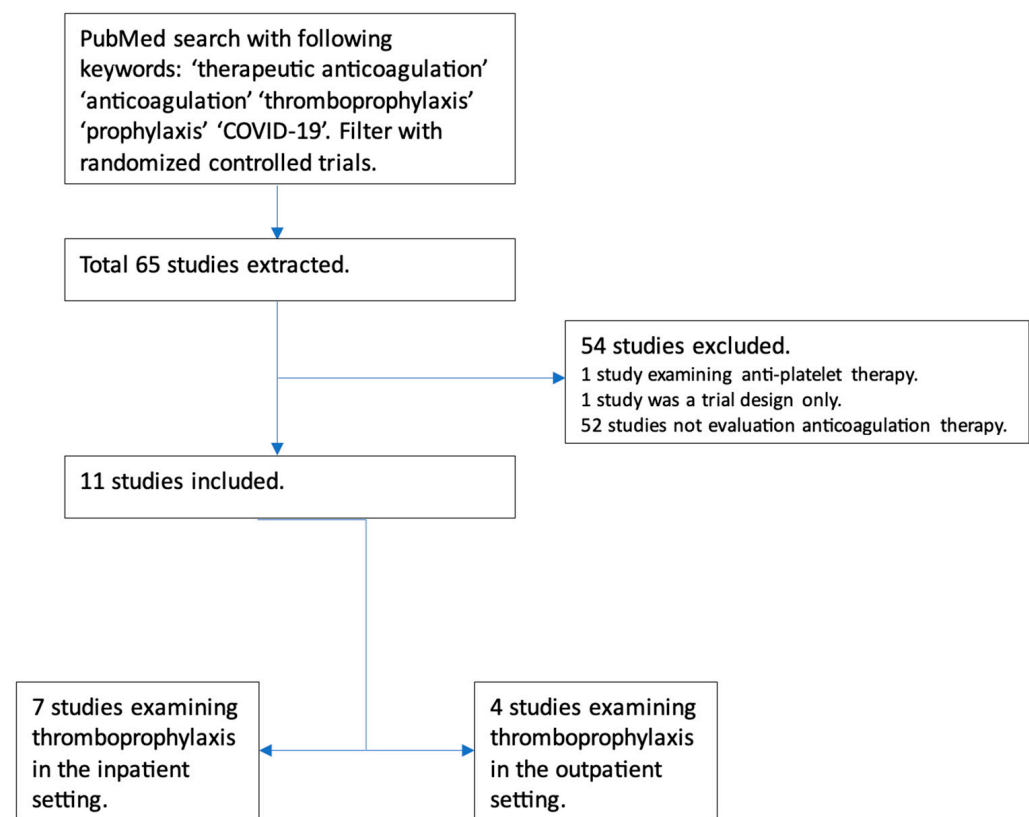 PubMed search with following
keywords: ‘therapeutic anticoagulation’
‘anticoagulation’ ‘thromboprophylaxis’
‘prophylaxis’ ‘COVID-19’. Filter with
randomized controlled trials.
Total 65 studies extracted.
54 studies excluded.
1 study examining anti-platelet therapy.
1 study was a trial design only.
52 studies not evaluation anticoagulation therapy.
11 studies included.
7 studies examining
thromboprophylaxis
in the inpatient
setting.
4 studies examining
thromboprophylaxis
in the outpatient
setting.